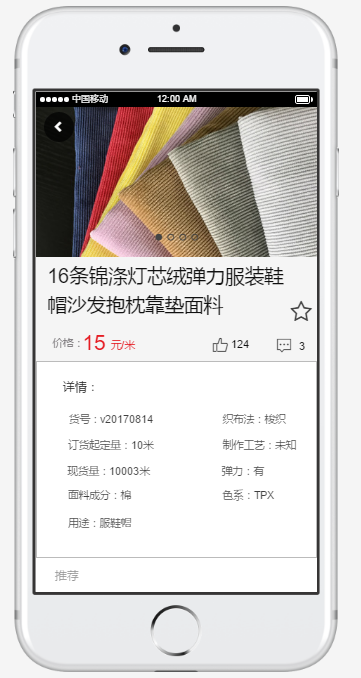 中国移动 12:00 AM
16条锦涤灯芯绒弹力服装鞋
帽沙发抱枕靠垫面料
价格：15 元/米 124 3
详情：
货号：v20170814 织布法：梭织
订货起定量：10米 制作工艺：未知
现货量：10003米 弹力：有
面料成分：棉 色系：TPX
用途：服鞋帽
推荐